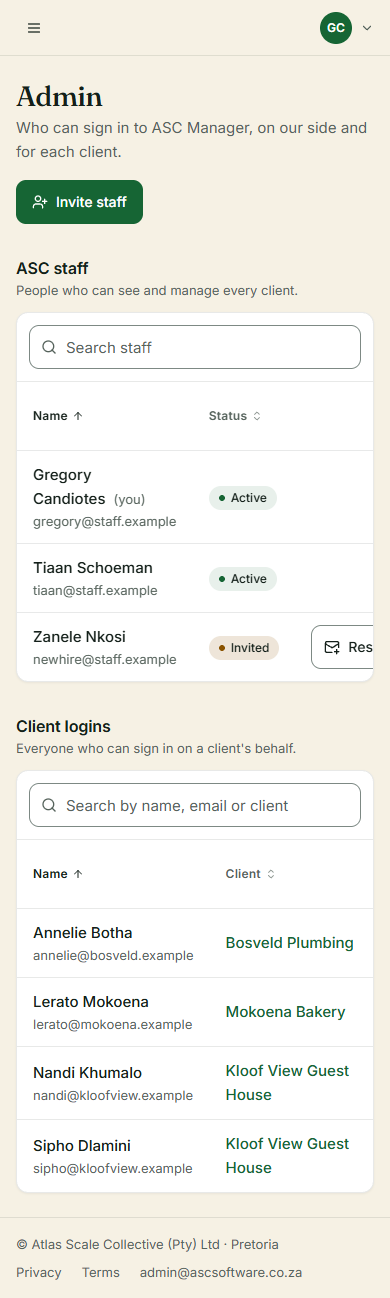 GC
Admin
Who can sign in to ASC Manager, on our side and
for each client.
Invite staff
ASC staff
People who can see and manage every client.
Search staff
Name Status
Gregory
Candiotes (you)
gregory@staff.example
Active
Tiaan Schoeman
tiaan@staff.example
Active
Zanele Nkosi
newhire@staff.example
Invited
Res
Client logins
Everyone who can sign in on a client's behalf.
Search by name, email or client
Name Client
Annelie Botha
annelie@bosveld.example
Bosveld Plumbing
Lerato Mokoena
lerato@mokoena.example
Mokoena Bakery
Nandi Khumalo
nandi@kloofview.example
Kloof View Guest
House
Sipho Dlamini
sipho@kloofview.example
Kloof View Guest
House
© Atlas Scale Collective (Pty) Ltd · Pretoria
Privacy Terms admin@ascsoftware.co.za